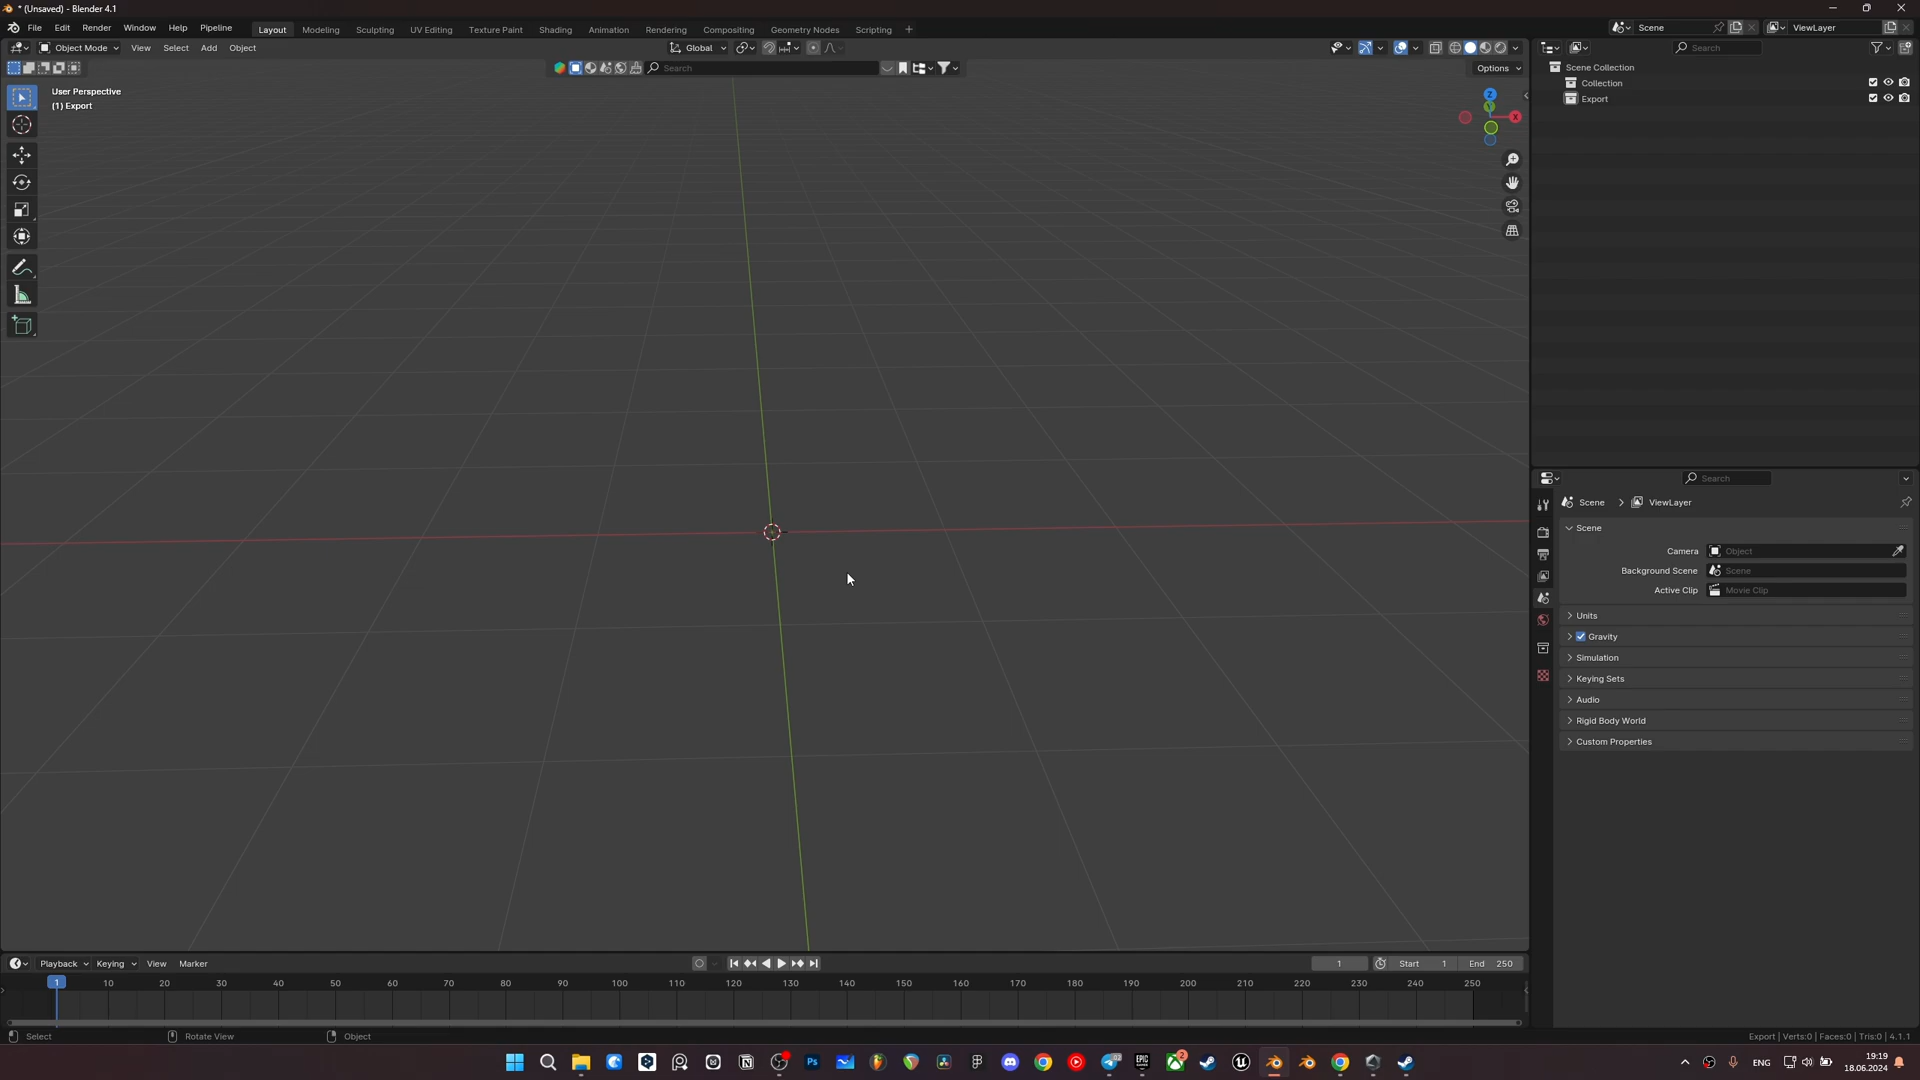 * (Unsaved) - Blender 4.1
File Edit Render Window Help Pipeline Layout Modeling Sculpting UV Editing Texture Paint Shading Animation Rendering Compositing Geometry Nodes Scripting + Scene ViewLayer
Object Mode View Select Add Object Global Search
Search Options
User Perspective
(1) Export
Z
Y
X
Scene Collection
Collection
Export
Search
Scene > ViewLayer
Scene
Camera Object
Background Scene Scene
Active Clip Movie Clip
Units
Gravity
Simulation
Keying Sets
Audio
Rigid Body World
Custom Properties
Playback Keying View Marker 1 Start 1 End 250
1 10 20 30 40 50 60 70 80 90 100 110 120 130 140 150 160 170 180 190 200 210 220 230 240 250
Select Rotate View Object Export | Verts:0 | Faces:0 | Tris:0 | 4.1.1
Ps EPIC GAMES 2 ENG 19:19
18.06.2024